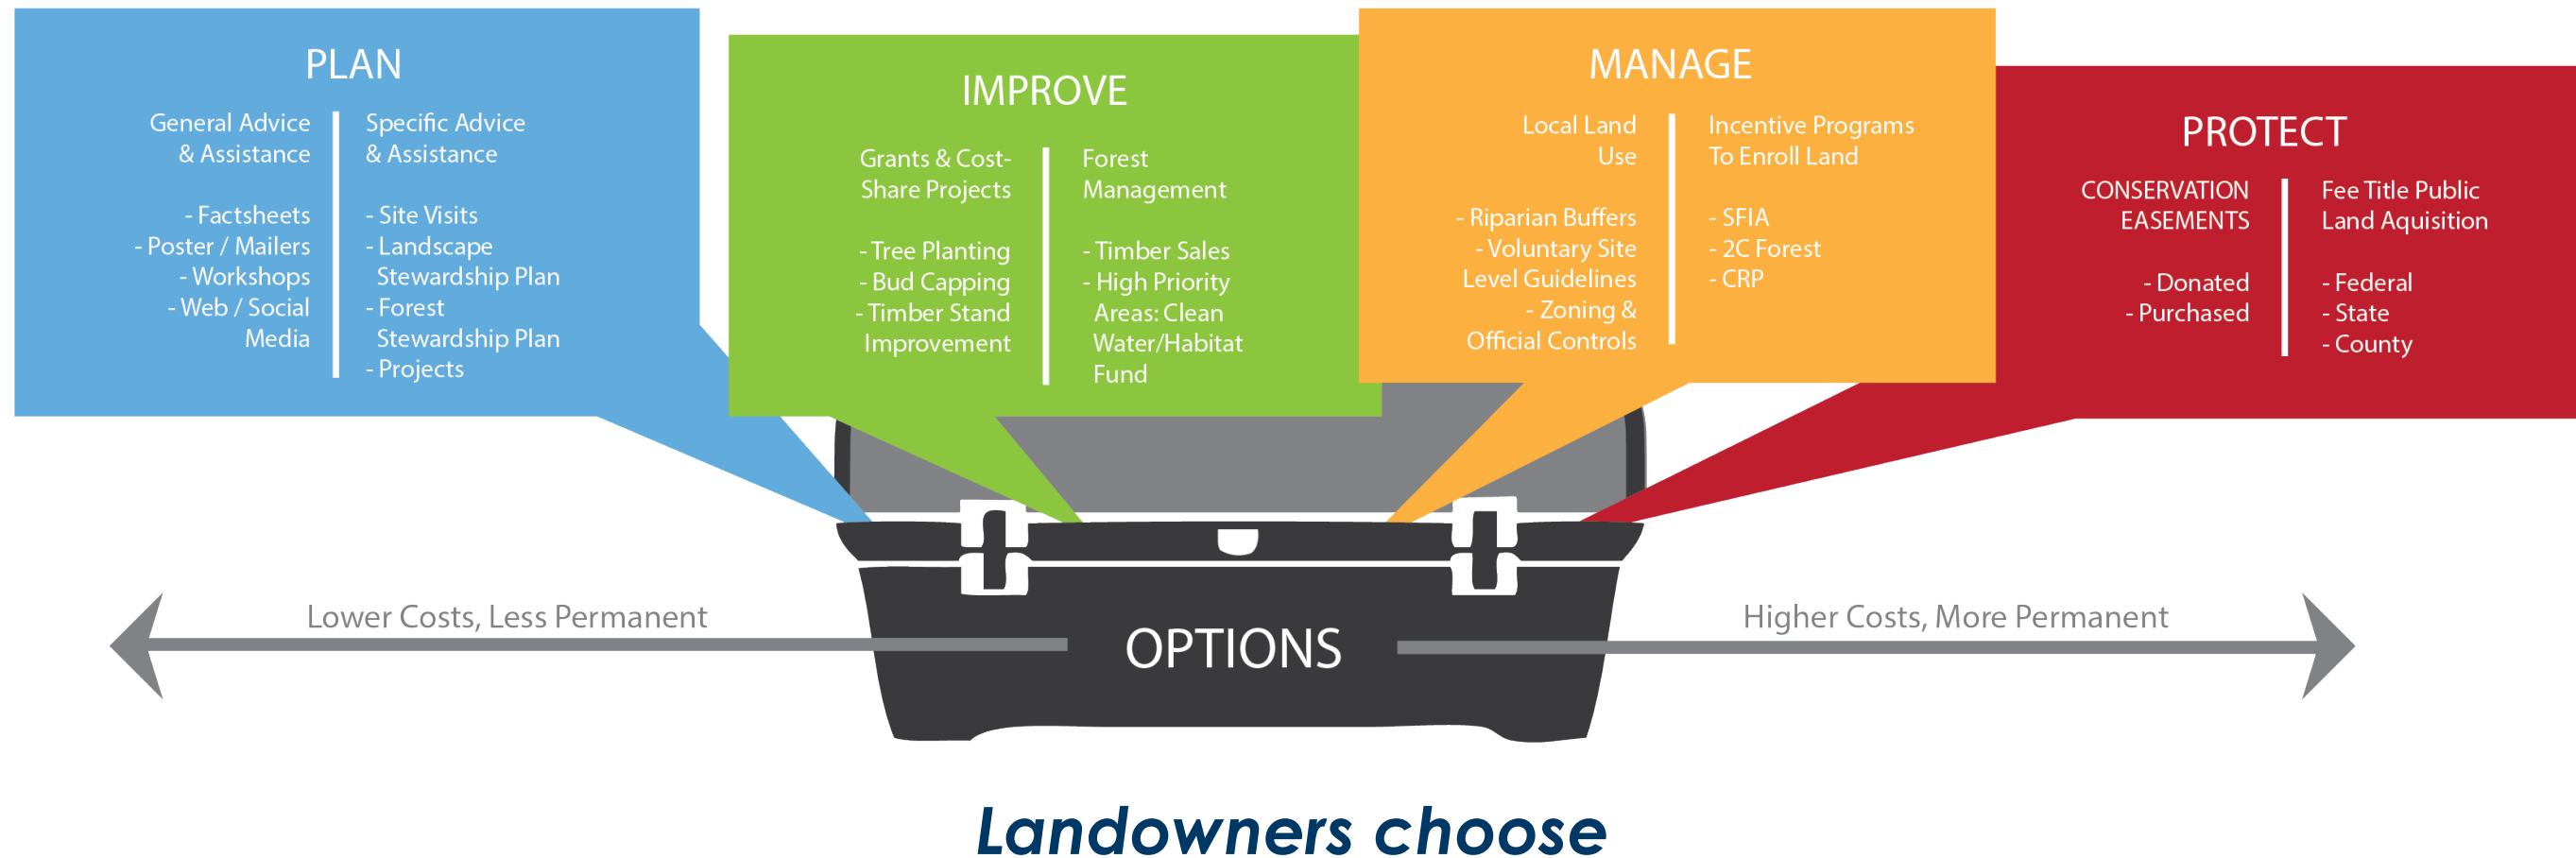 PLAN
General Advice
& Assistance
- Factsheets
- Poster / Mailers
- Workshops
- Web / Social
Media
Specific Advice
& Assistance
- Site Visits
- Landscape
Stewardship Plan
- Forest
Stewardship Plan
- Projects
IMPROVE
Grants & Cost-
Share Projects
- Tree Planting
- Bud Capping
- Timber Stand
Improvement
Forest
Management
- Timber Sales
- High Priority
Areas: Clean
Water/Habitat
Fund
MANAGE
Local Land
Use
- Riparian Buffers
- Voluntary Site
Level Guidelines
- Zoning &
Official Controls
Incentive Programs
To Enroll Land
- SFIA
- 2C Forest
- CRP
PROTECT
CONSERVATION
EASEMENTS
- Donated
- Purchased
Fee Title Public
Land Aquisition
- Federal
- State
- County
Lower Costs, Less Permanent
OPTIONS
Higher Costs, More Permanent
Landowners choose